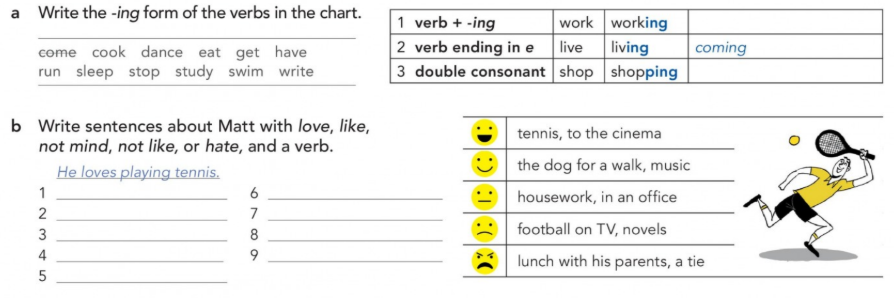 a Write the -ing form of the verbs in the chart.
come cook dance eat get have
run sleep stop study swim write
1 verb + -ing work working
2 verb ending in e live living coming
3 double consonant shop shopping
b Write sentences about Matt with love, like,
not mind, not like, or hate, and a verb.
He loves playing tennis.
1
2
3
4
5
6
7
8
9
tennis, to the cinema
the dog for a walk, music
housework, in an office
football on TV, novels
lunch with his parents, a tie